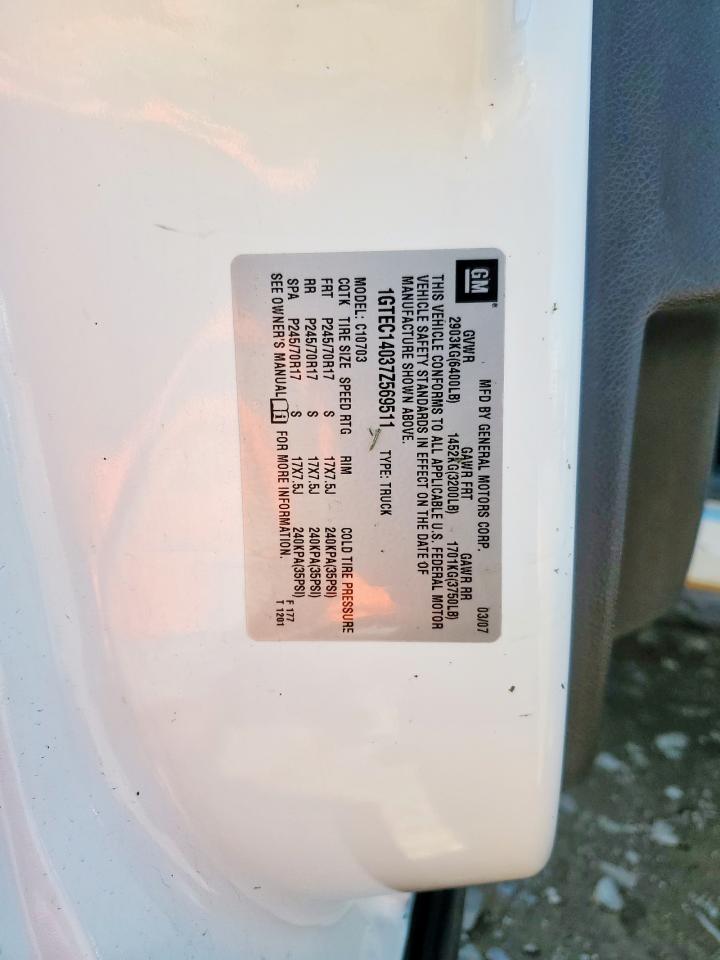 GM® MFD BY GENERAL MOTORS CORP. 03/07
GVWR GAWR FRT GAWR RR
2903KG(6400LB) 1452KG(3200LB) 1701KG(3750LB)
THIS VEHICLE CONFORMS TO ALL APPLICABLE U.S. FEDERAL MOTOR
VEHICLE SAFETY STANDARDS IN EFFECT ON THE DATE OF
MANUFACTURE SHOWN ABOVE.
1GTEC14037Z569511 TYPE: TRUCK
MODEL: C10703
CQTK TIRE SIZE SPEED RTG RIM COLD TIRE PRESSURE
FRT P245/70R17 S 17X7.5J 240KPA(35PSI)
RR P245/70R17 S 17X7.5J 240KPA(35PSI)
SPA P245/70R17 S 17X7.5J 240KPA(35PSI)
SEE OWNER'S MANUAL FOR MORE INFORMATION.
F 177
T 1201